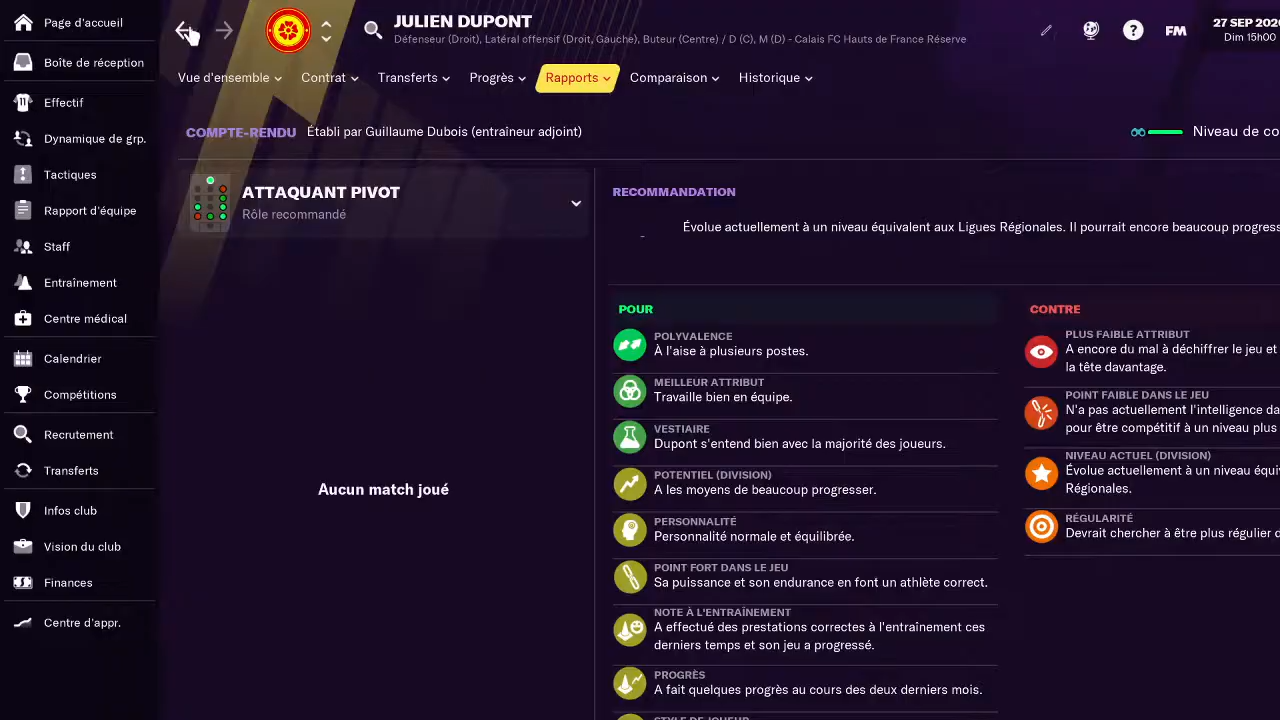 Page d'accueil
Boîte de réception
Effectif
Dynamique de grp.
Tactiques
Rapport d'équipe
Staff
Entraînement
Centre médical
Calendrier
Compétitions
Recrutement
Transferts
Infos club
Vision du club
Finances
Centre d'appr.
JULIEN DUPONT
Défenseur (Droit), Latéral offensif (Droit, Gauche), Buteur (Centre) / D (C), M (D) - Calais FC Hauts de France Réserve
FM
27 SEP
Dim 15h00
Vue d'ensemble
Contrat
Transferts
Progrès
Rapports
Comparaison
Historique
COMPTE-RENDU Établi par Guillaume Dubois (entraîneur adjoint)
Niveau de co
ATTAQUANT PIVOT
Rôle recommandé
Aucun match joué
RECOMMANDATION
Évolue actuellement à un niveau équivalent aux Ligues Régionales. Il pourrait encore beaucoup progress
POUR
POLYVALENCE
À l'aise à plusieurs postes.
MEILLEUR ATTRIBUT
Travaille bien en équipe.
VESTIAIRE
Dupont s'entend bien avec la majorité des joueurs.
POTENTIEL (DIVISION)
A les moyens de beaucoup progresser.
PERSONNALITÉ
Personnalité normale et équilibrée.
POINT FORT DANS LE JEU
Sa puissance et son endurance en font un athlète correct.
NOTE À L'ENTRAÎNEMENT
A effectué des prestations correctes à l'entraînement ces
derniers temps et son jeu a progressé.
PROGRÈS
A fait quelques progrès au cours des deux derniers mois.
STYLE DE JOUEUR
CONTRE
PLUS FAIBLE ATTRIBUT
A encore du mal à déchiffrer le jeu et
la tête davantage.
POINT FAIBLE DANS LE JEU
N'a pas actuellement l'intelligence da
pour être compétitif à un niveau plus
NIVEAU ACTUEL (DIVISION)
Évolue actuellement à un niveau équi
Régionales.
RÉGULARITÉ
Devrait chercher à être plus régulier d